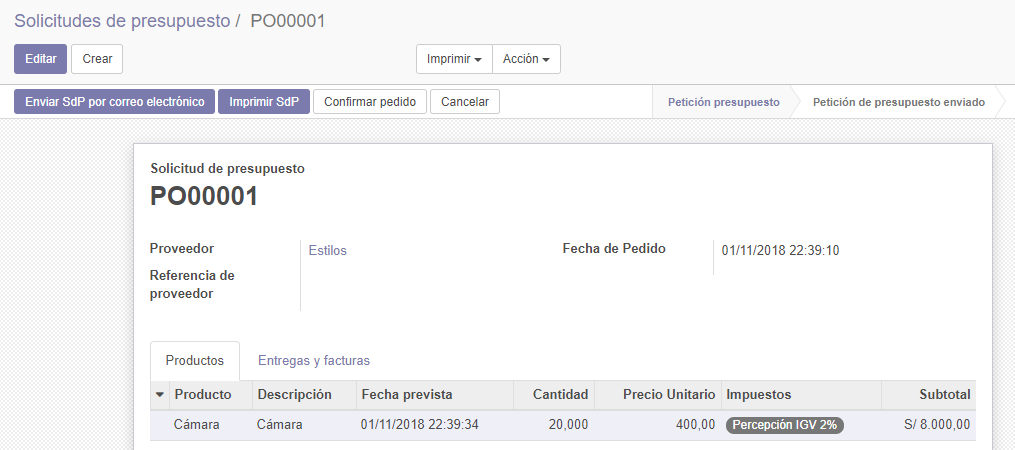 Solicitudes de presupuesto / PO00001
Editar Crear Imprimir Acción
Enviar SdP por correo electrónico Imprimir SdP Confirmar pedido Cancelar Petición presupuesto Petición de presupuesto enviado
Solicitud de presupuesto
PO00001
Proveedor Estilos Fecha de Pedido 01/11/2018 22:39:10
Referencia de
proveedor
Productos Entregas y facturas
Producto Descripción Fecha prevista Cantidad Precio Unitario Impuestos Subtotal
Cámara Cámara 01/11/2018 22:39:34 20,000 400,00 Percepción IGV 2% S/ 8.000,00